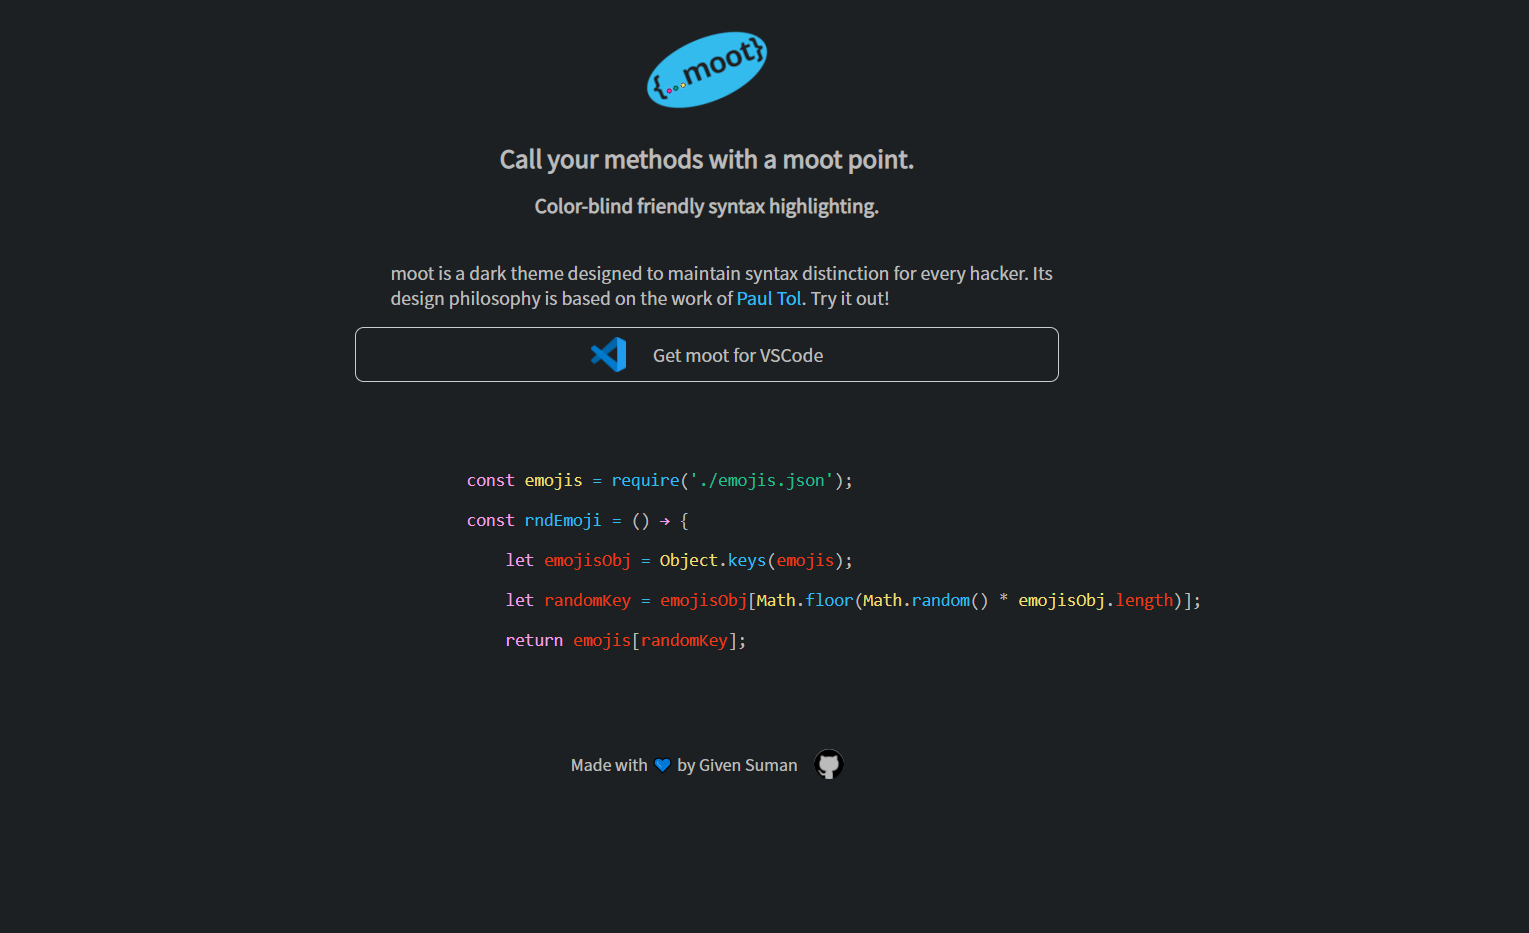 {...moot}
Call your methods with a moot point.
Color-blind friendly syntax highlighting.
moot is a dark theme designed to maintain syntax distinction for every hacker. Its
design philosophy is based on the work of Paul Tol. Try it out!
Get moot for VSCode
const emojis = require('./emojis.json');
const rndEmoji = () → {
let emojisObj = Object.keys(emojis);
let randomKey = emojisObj[Math.floor(Math.random() * emojisObj.length)];
return emojis[randomKey];
Made with 💙 by Given Suman